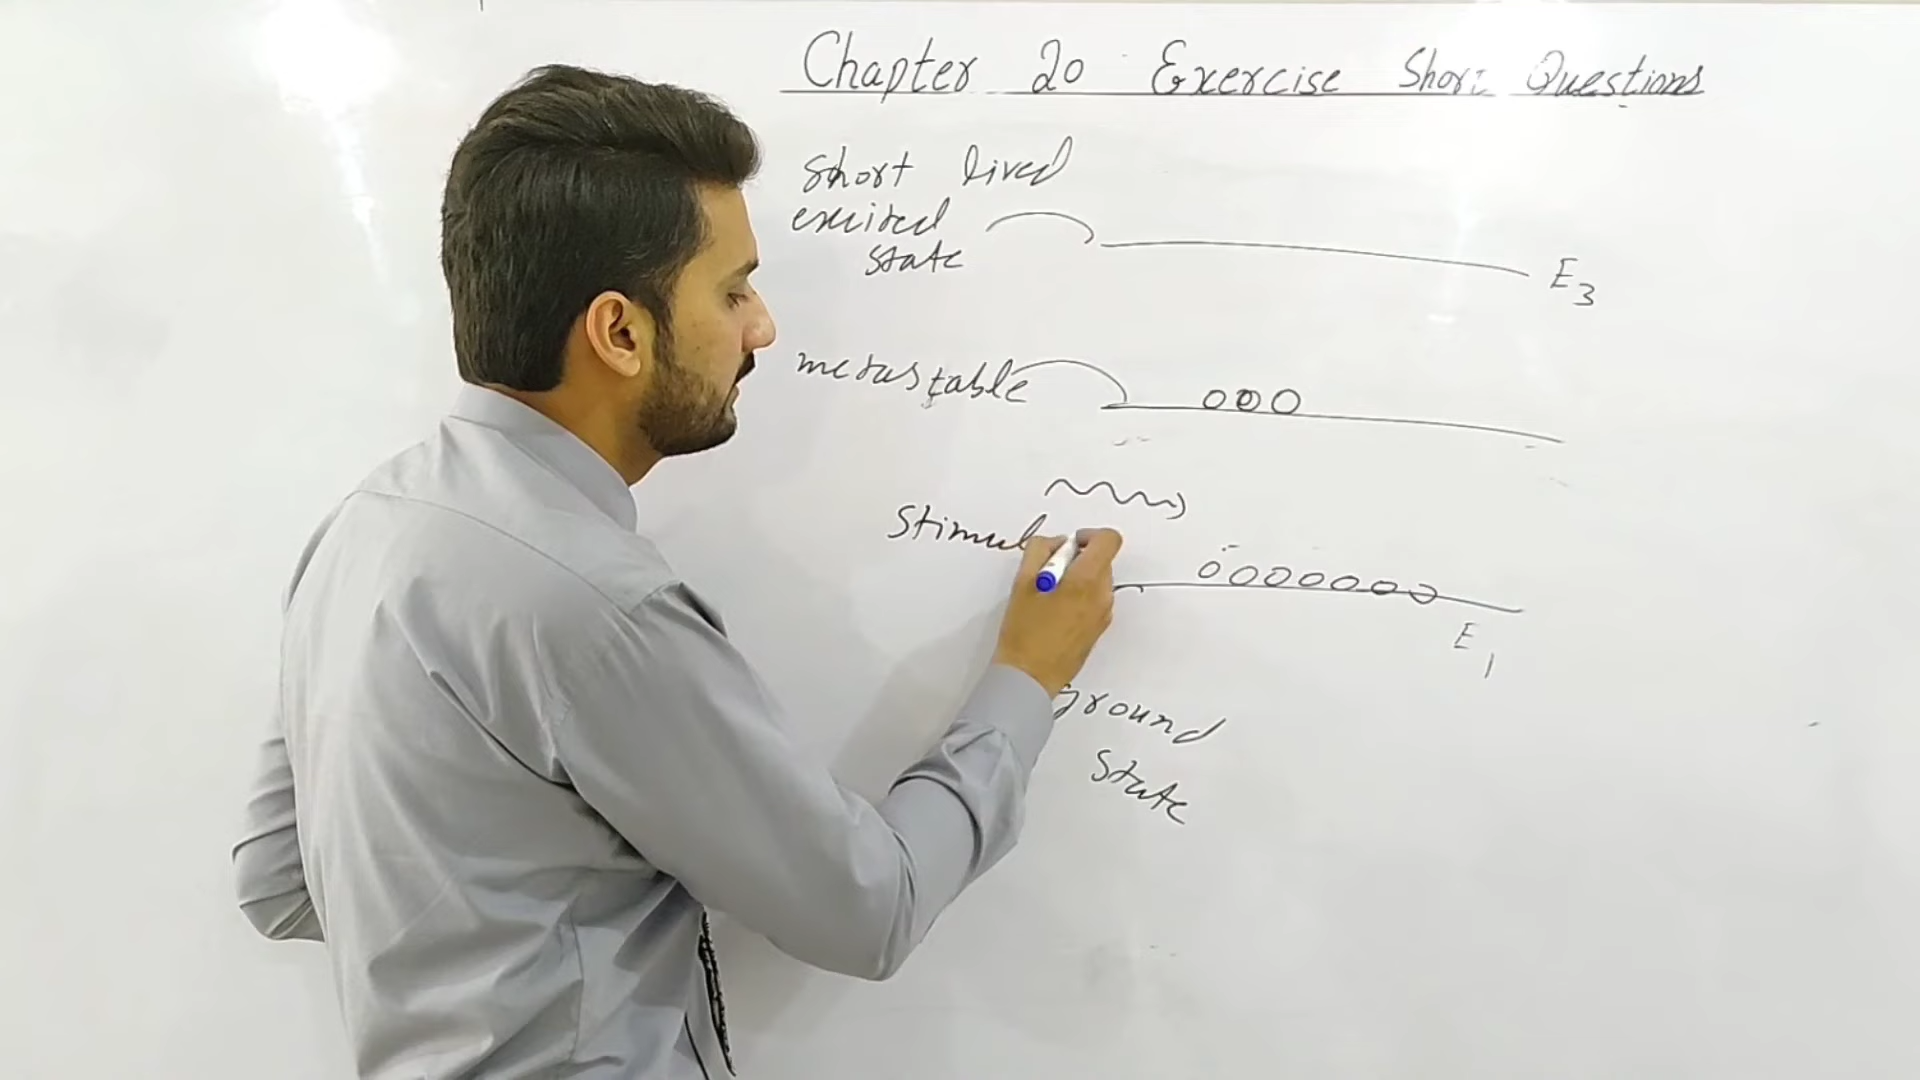 Chapter 20 Exercise Short Questions
Short lived
excited
state
E3
metastable
Stimul
E1
ground
State